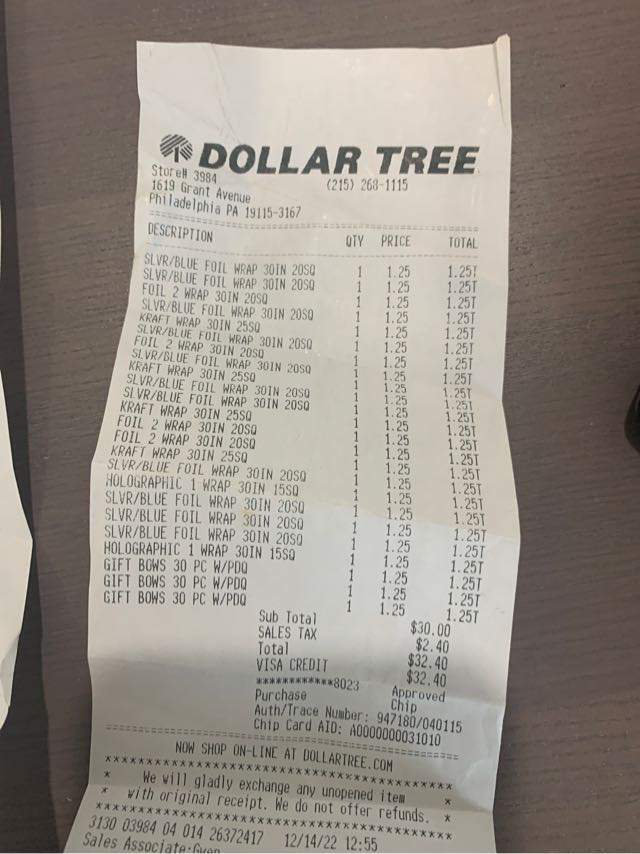 DOLLAR TREE
Store# 3984 (215) 268-1115
1619 Grant Avenue
Philadelphia PA 19115-3167
DESCRIPTION QTY PRICE TOTAL
SLVR/BLUE FOIL WRAP 30IN 20SQ 1 1.25 1.25T
SLVR/BLUE FOIL WRAP 30IN 20SQ 1 1.25 1.25T
FOIL 2 WRAP 30IN 20SQ 1 1.25 1.25T
SLVR/BLUE FOIL WRAP 30IN 20SQ 1 1.25 1.25T
KRAFT WRAP 30IN 25SQ 1 1.25 1.25T
SLVR/BLUE FOIL WRAP 30IN 20SQ 1 1.25 1.25T
FOIL 2 WRAP 30IN 20SQ 1 1.25 1.25T
SLVR/BLUE FOIL WRAP 30IN 20SQ 1 1.25 1.25T
KRAFT WRAP 30IN 25SQ 1 1.25 1.25T
SLVR/BLUE FOIL WRAP 30IN 20SQ 1 1.25 1.25T
SLVR/BLUE FOIL WRAP 30IN 20SQ 1 1.25 1.25T
KRAFT WRAP 30IN 25SQ 1 1.25 1.25T
FOIL 2 WRAP 30IN 20SQ 1 1.25 1.25T
FOIL 2 WRAP 30IN 20SQ 1 1.25 1.25T
KRAFT WRAP 30IN 25SQ 1 1.25 1.25T
SLVR/BLUE FOIL WRAP 30IN 20SQ 1 1.25 1.25T
HOLOGRAPHIC 1 WRAP 30IN 15SQ 1 1.25 1.25T
SLVR/BLUE FOIL WRAP 30IN 20SQ 1 1.25 1.25T
SLVR/BLUE FOIL WRAP 30IN 20SQ 1 1.25 1.25T
SLVR/BLUE FOIL WRAP 30IN 20SQ 1 1.25 1.25T
HOLOGRAPHIC 1 WRAP 30IN 15SQ 1 1.25 1.25T
GIFT BOWS 30 PC W/PDQ 1 1.25 1.25T
GIFT BOWS 30 PC W/PDQ 1 1.25 1.25T
GIFT BOWS 30 PC W/PDQ 1 1.25 1.25T
Sub Total $30.00
SALES TAX $2.40
Total $32.40
VISA CREDIT $32.40
************8023 Approved
Purchase Chip
Auth/Trace Number: 947180/040115
Chip Card AID: A0000000031010
NOW SHOP ON-LINE AT DOLLARTREE.COM
* We will gladly exchange any unopened item *
* with original receipt. We do not offer refunds. *
3130 03984 04 014 26372417 12/14/22 12:55
Sales Associate:Gwen